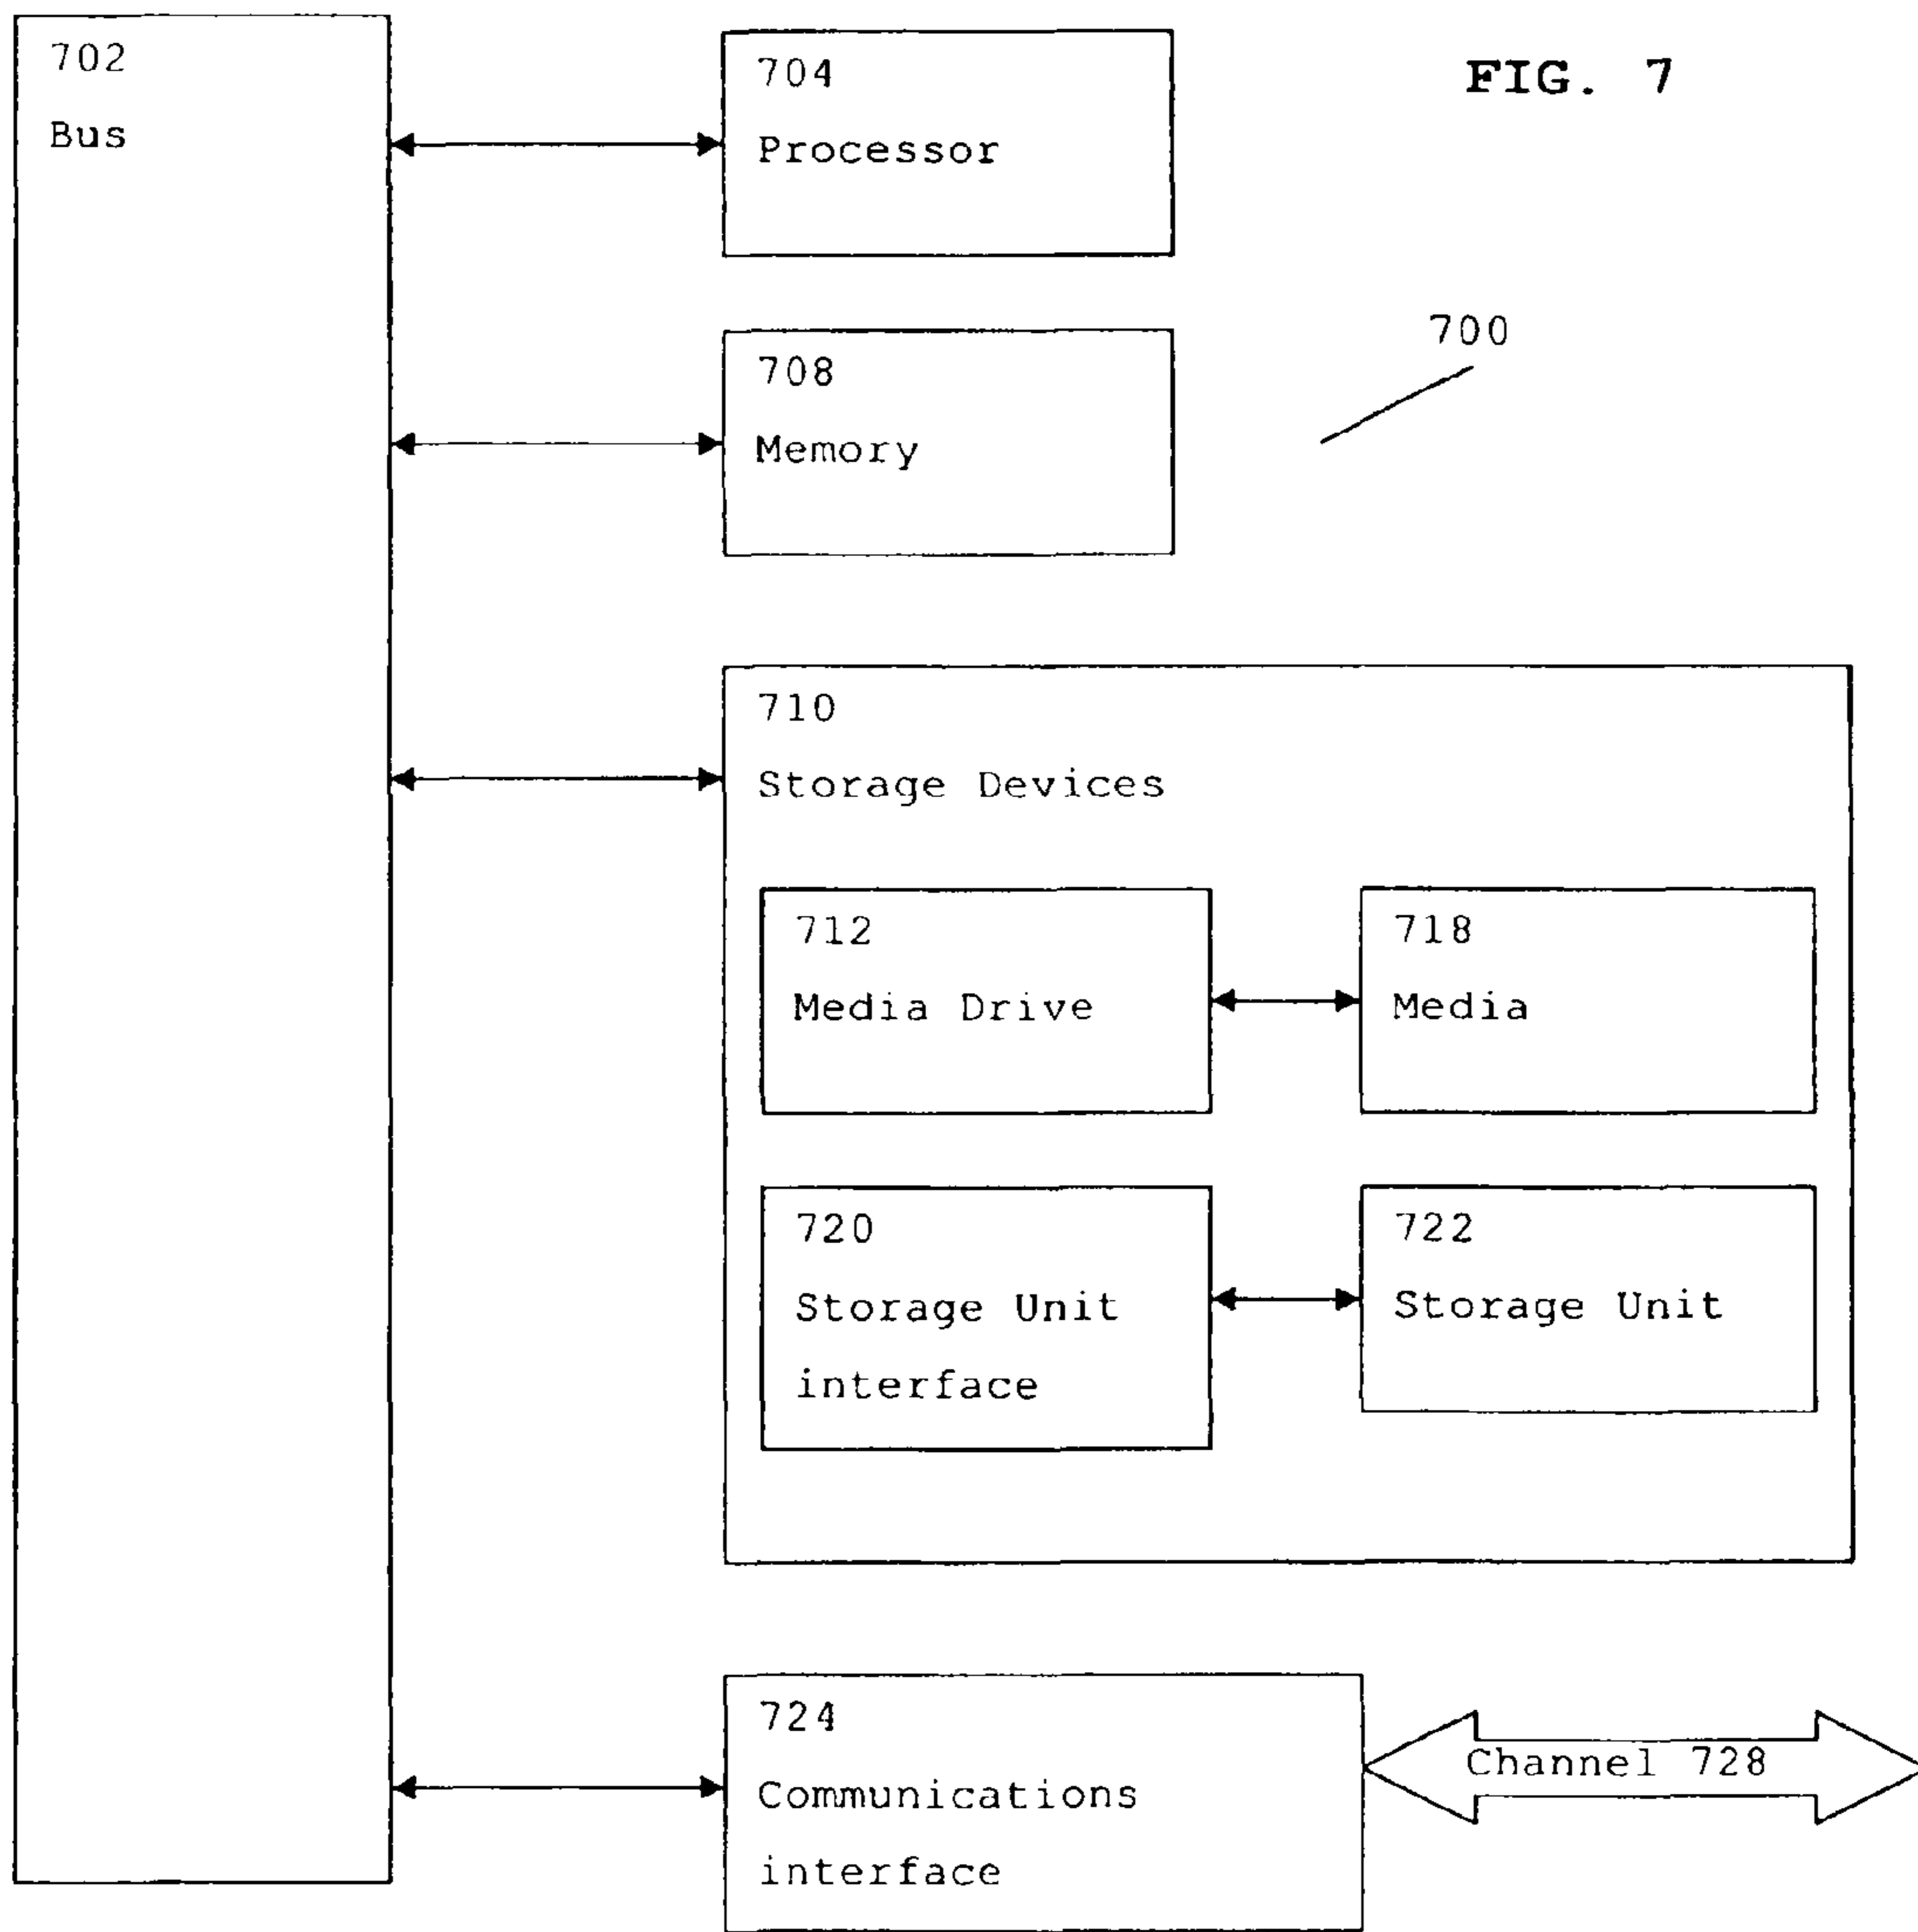 702
Bus
704
Processor
FIG. 7
700
708
Memory
710
Storage Devices
712
Media Drive
718
Media
720
Storage Unit
interface
722
Storage Unit
724
Communications
interface
Channel 728